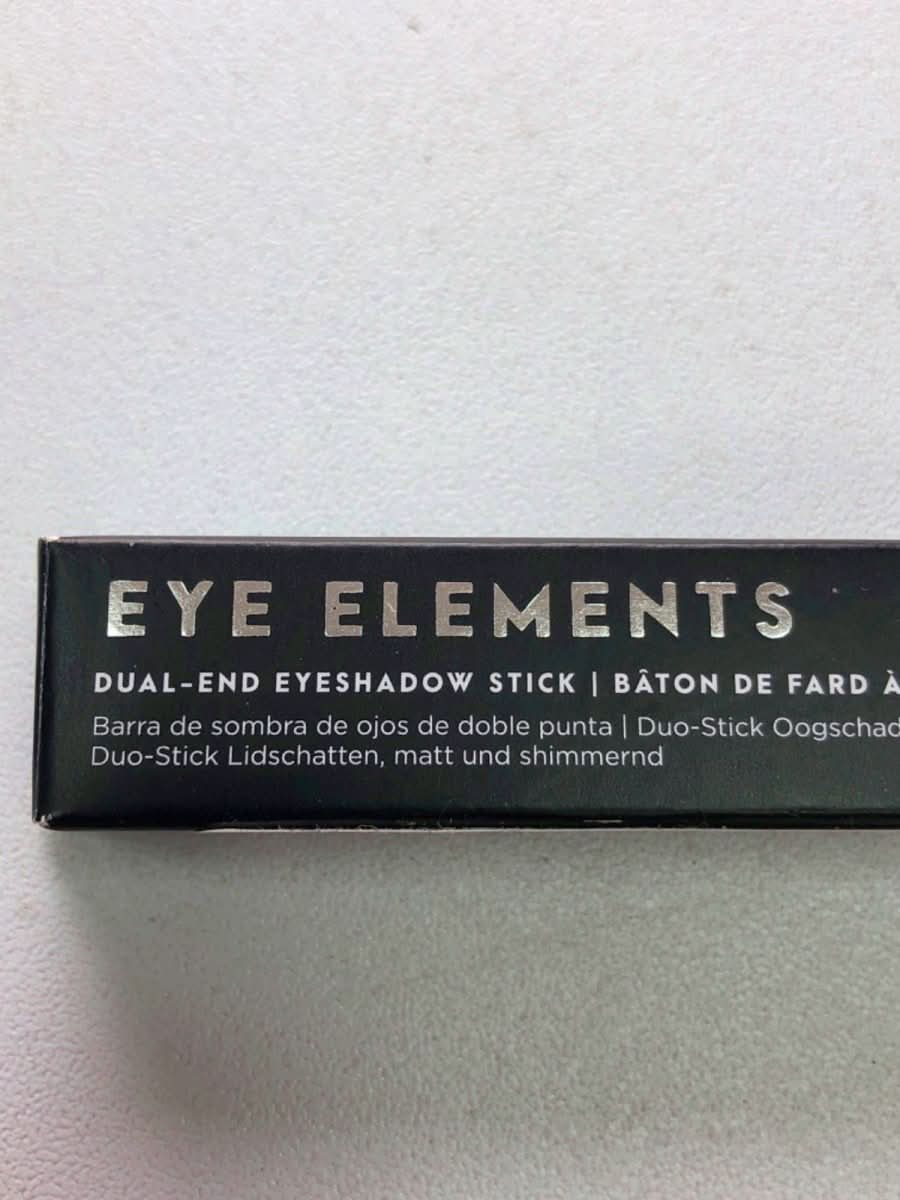 EYE ELEMENTS
DUAL-END EYESHADOW STICK | BÂTON DE FARD À
Barra de sombra de ojos de doble punta | Duo-Stick Oogschad
Duo-Stick Lidschatten, matt und shimmernd